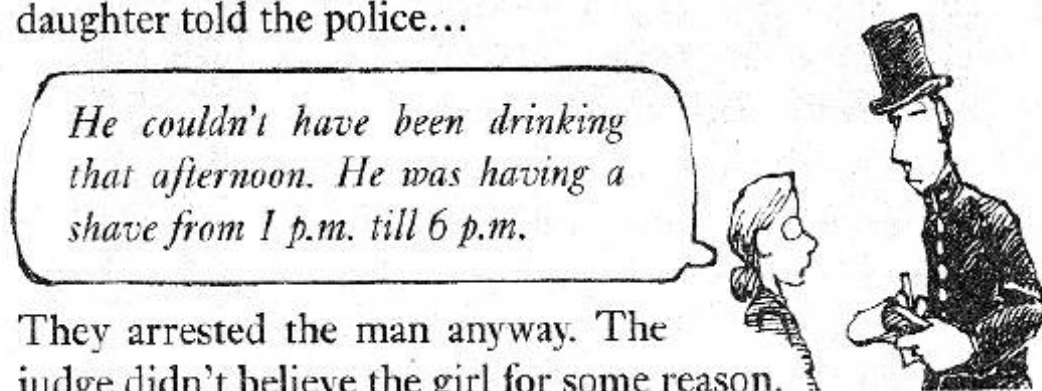 daughter told the police...
He couldn't have been drinking
that afternoon. He was having a
shave from 1 p.m. till 6 p.m.
They arrested the man anyway. The
judge didn't believe the girl for some reason.